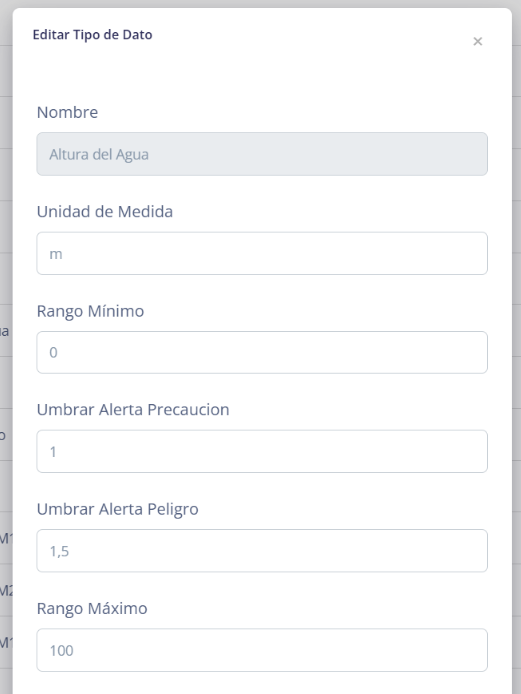 Editar Tipo de Dato
×
Nombre
Altura del Agua
Unidad de Medida
m
Rango Mínimo
0
Umbrar Alerta Precaucion
1
Umbrar Alerta Peligro
1,5
Rango Máximo
100